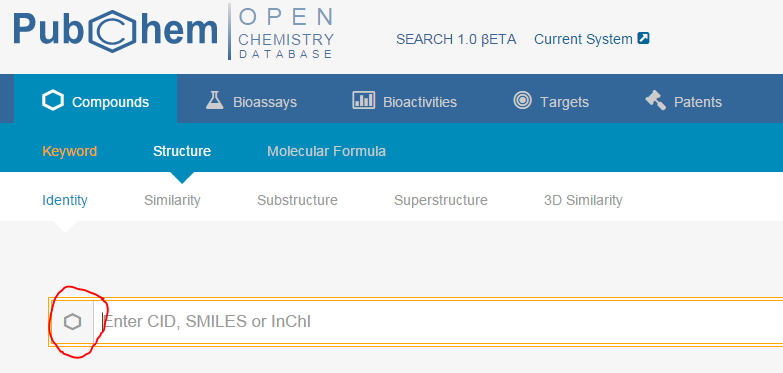 PubChem
OPEN
CHEMISTRY
DATABASE
SEARCH 1.0 βETA Current System
Compounds Bioassays Bioactivities Targets Patents
Keyword Structure Molecular Formula
Identity Similarity Substructure Superstructure 3D Similarity
Enter CID, SMILES or InChI